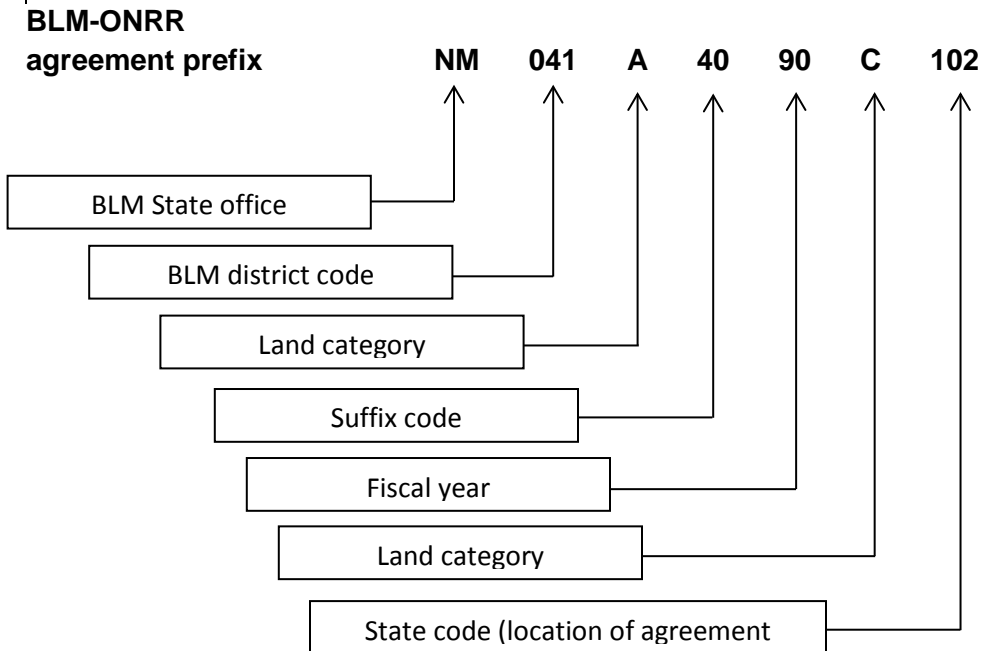 BLM-ONRR
agreement prefix NM 041 A 40 90 C 102
BLM State office
BLM district code
Land category
Suffix code
Fiscal year
Land category
State code (location of agreement